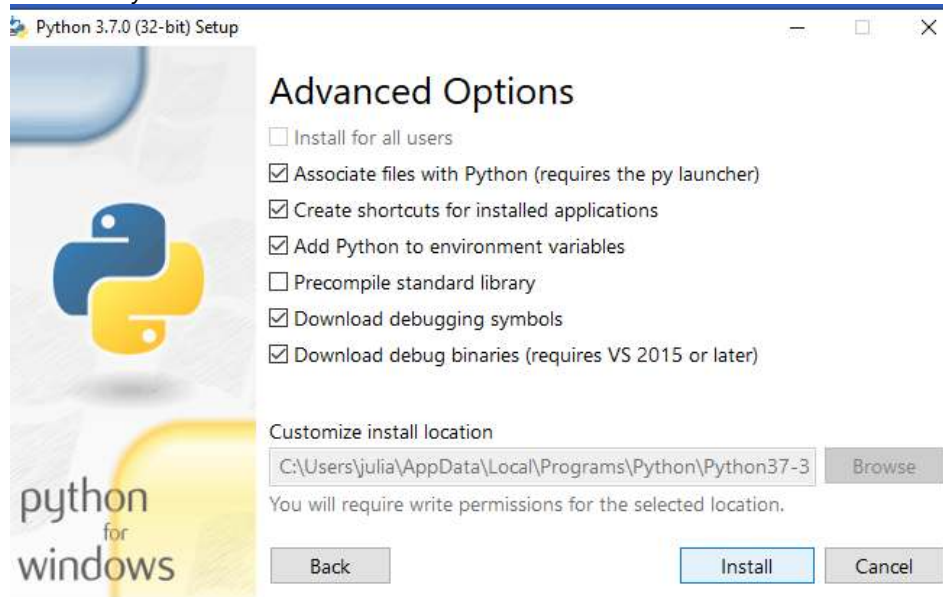 Python 3.7.0 (32-bit) Setup
Advanced Options
Install for all users
Associate files with Python (requires the py launcher)
Create shortcuts for installed applications
Add Python to environment variables
Precompile standard library
Download debugging symbols
Download debug binaries (requires VS 2015 or later)
Customize install location
C:\Users\julia\AppData\Local\Programs\Python\Python37-3
Browse
You will require write permissions for the selected location.
python
for
windows
Back
Install
Cancel